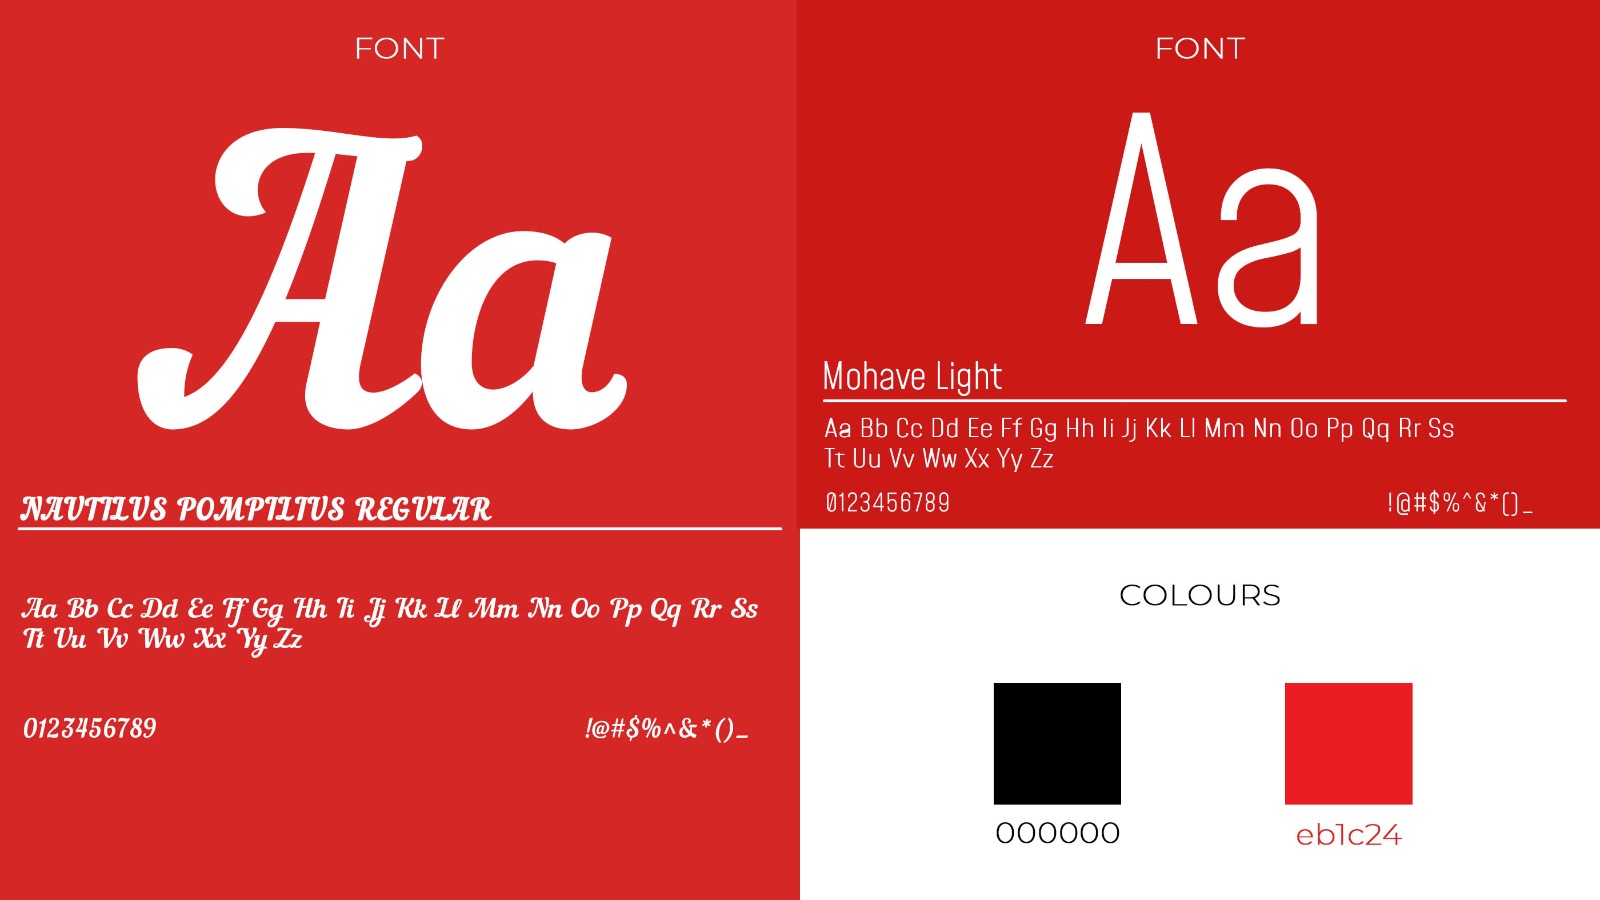 FONT
Aa
NAUTILUS POMPILIUS REGULAR
Aa Bb Cc Dd Ee Ff Gg Hh Ii Jj Kk Ll Mm Nn Oo Pp Qq Rr Ss
Tt Uu Vv Ww Xx Yy Zz
0123456789
!@#$%^&*()_
FONT
Aa
Mohave Light
Aa Bb Cc Dd Ee Ff Gg Hh Ii Jj Kk Ll Mm Nn Oo Pp Qq Rr Ss
Tt Uu Vv Ww Xx Yy Zz
0123456789
!@#$%^&*()_
COLOURS
000000
eb1c24